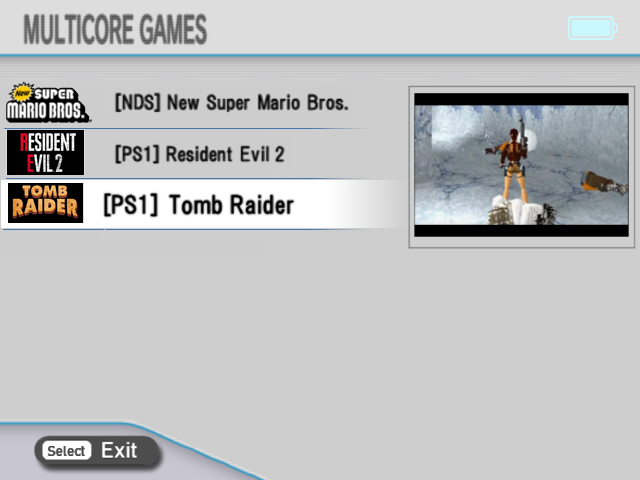 MULTICORE GAMES
New SUPER
MARIO BROS.
[NDS] New Super Mario Bros.
RESIDENT
EVIL 2
[PS1] Resident Evil 2
TOMB
RAIDER
[PS1] Tomb Raider
Select Exit